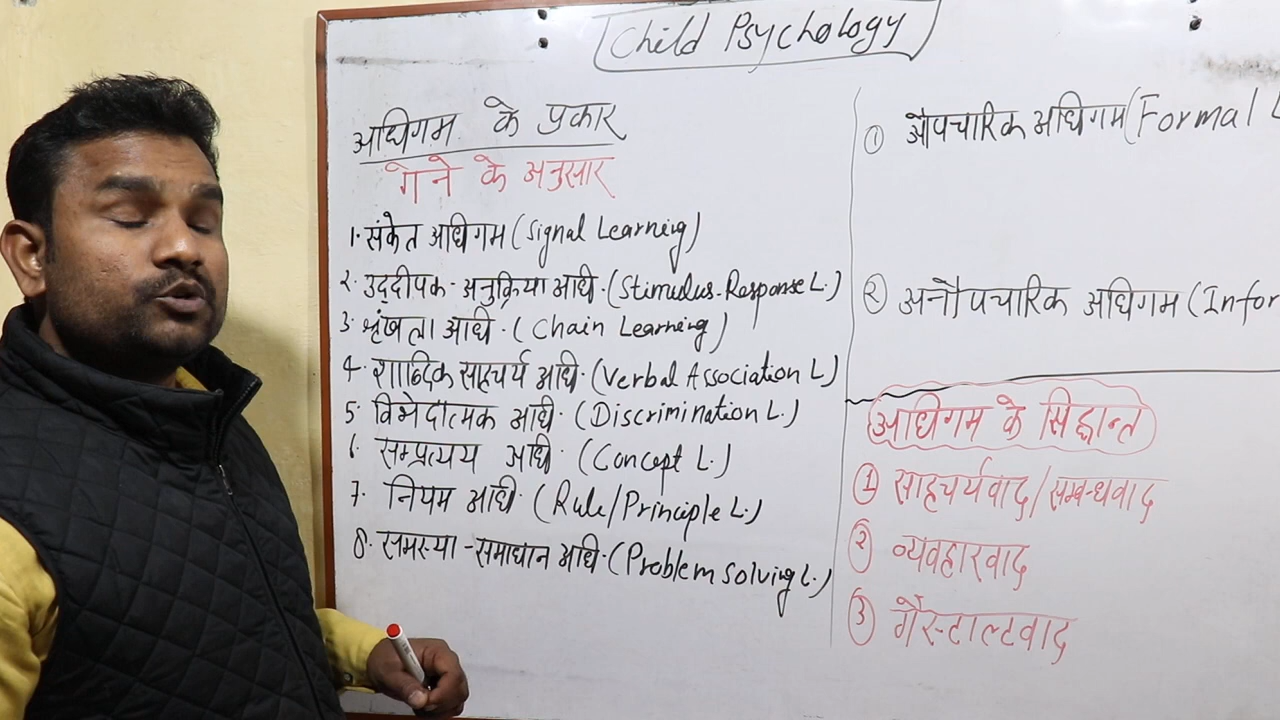 Child Psychology
अधिगम के प्रकार
गेने के अनुसार
1. संकेत अधिगम (Signal Learning)
२. उद्दीपक - अनुक्रिया अधि. (Stimulus-Response L.)
3. श्रृंखला अधि. (Chain Learning)
4. शाब्दिक साहचर्य अधि. (Verbal Association L)
5. विभेदात्मक अधि. (Discrimination L.)
6. सम्प्रत्यय अधि. (Concept L.)
7. नियम अधि. (Rule/Principle L.)
8. समस्या - समाधान अधि. (Problem Solving L.)
① औपचारिक अधिगम (Formal L
② अनौपचारिक अधिगम (Infor
अधिगम के सिद्धान्त
① साहचर्यवाद/सम्बन्धवाद
② व्यवहारवाद
③ गैस्टाल्टवाद